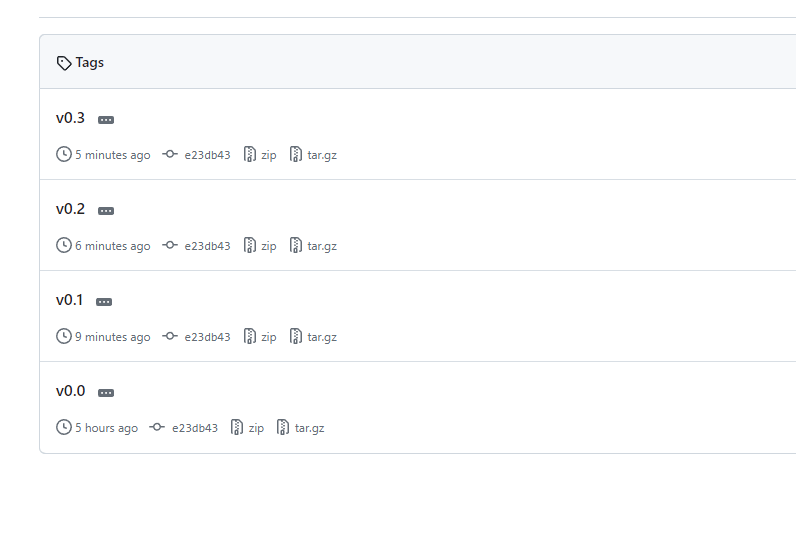 Tags
v0.3
5 minutes ago e23db43 zip tar.gz
v0.2
6 minutes ago e23db43 zip tar.gz
v0.1
9 minutes ago e23db43 zip tar.gz
v0.0
5 hours ago e23db43 zip tar.gz